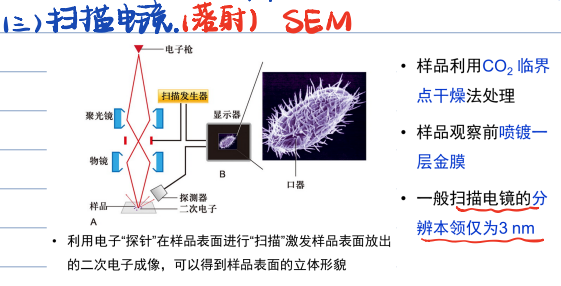 (三)扫描电镜.(落射) SEM
电子枪
扫描发生器
聚光镜
显示器
物镜
B
口器
探测器
样品
二次电子
A
• 利用电子“探针”在样品表面进行“扫描”激发样品表面放出
的二次电子成像，可以得到样品表面的立体形貌
• 样品利用CO₂ 临界
点干燥法处理
• 样品观察前喷镀一
层金膜
• 一般扫描电镜的分
辨本领仅为3 nm